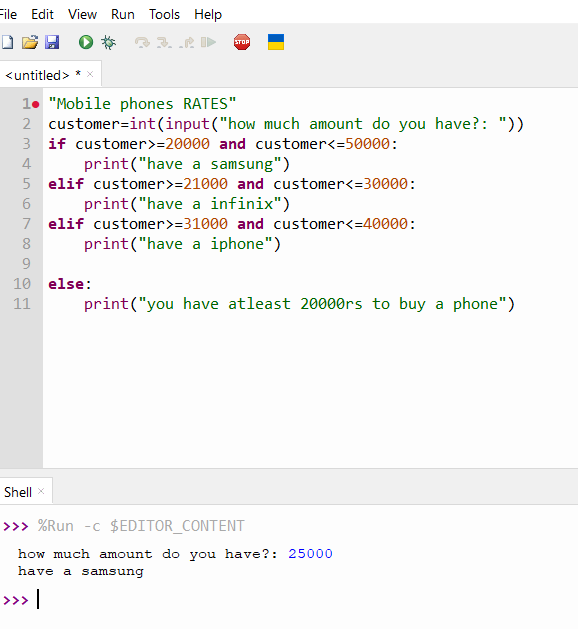 File Edit View Run Tools Help
STOP
<untitled> * ×
1 "Mobile phones RATES"
2 customer=int(input("how much amount do you have?: "))
3 if customer>=20000 and customer<=50000:
4     print("have a samsung")
5 elif customer>=21000 and customer<=30000:
6     print("have a infinix")
7 elif customer>=31000 and customer<=40000:
8     print("have a iphone")
9
10 else:
11     print("you have atleast 20000rs to buy a phone")
Shell ×
>>> %Run -c $EDITOR_CONTENT
how much amount do you have?: 25000
have a samsung
>>>